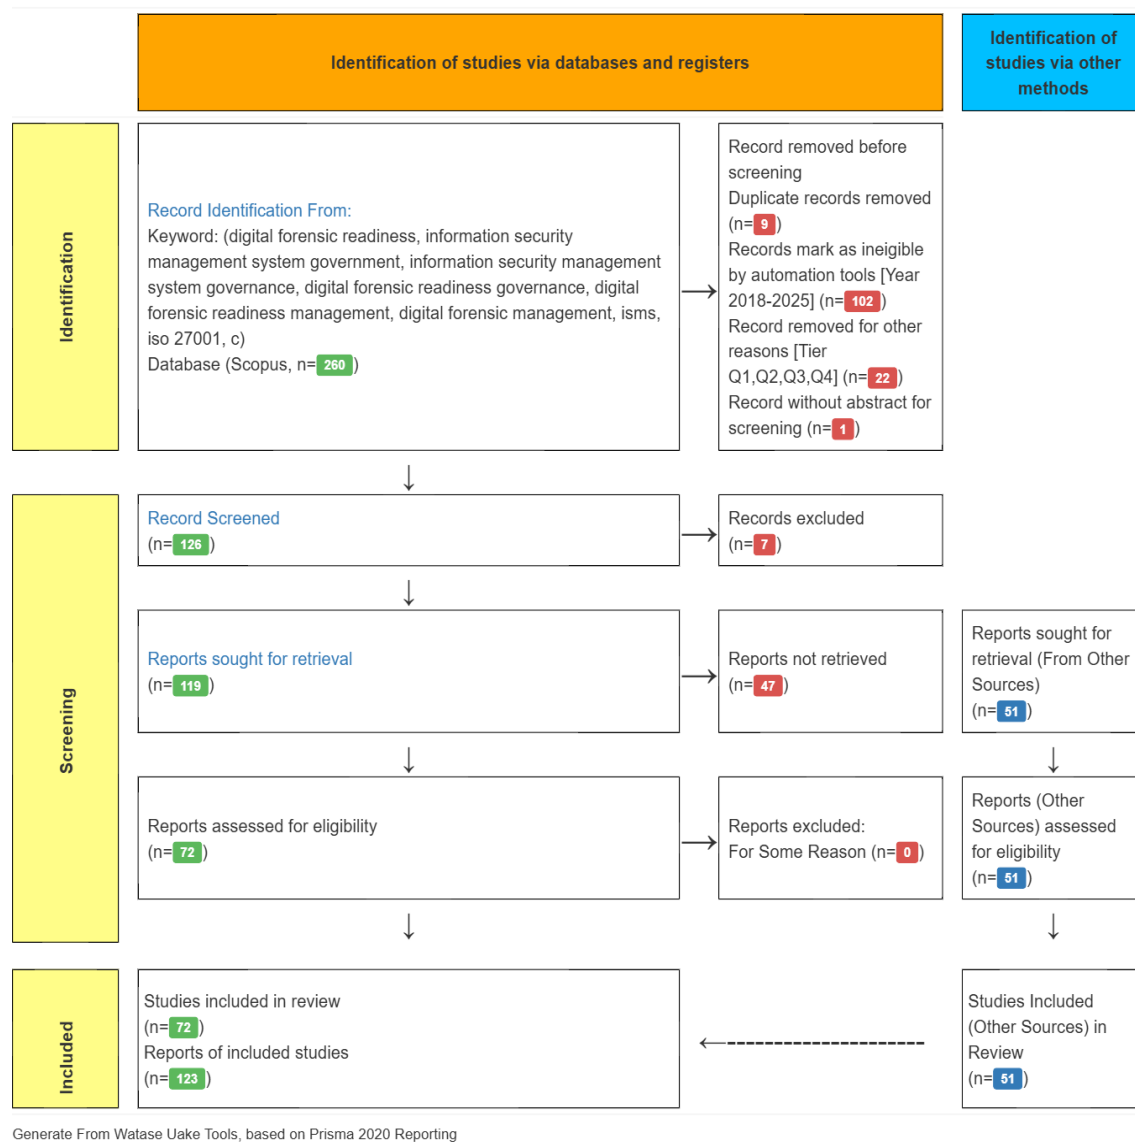 Identification of studies via databases and registers
Identification of
studies via other
methods
Identification
Record Identification From:
Keyword: (digital forensic readiness, information security
management system government, information security management
system governance, digital forensic readiness governance, digital
forensic readiness management, digital forensic management, isms,
iso 27001, c)
Database (Scopus, n= 260 )
Record removed before
screening
Duplicate records removed
(n= 9 )
Records mark as ineigible
by automation tools [Year
2018-2025] (n= 102 )
Record removed for other
reasons [Tier
Q1,Q2,Q3,Q4] (n= 22 )
Record without abstract for
screening (n= 1 )
Screening
Record Screened
(n= 126 )
Records excluded
(n= 7 )
Reports sought for retrieval
(n= 119 )
Reports not retrieved
(n= 47 )
Reports sought for
retrieval (From Other
Sources)
(n= 51 )
Reports assessed for eligibility
(n= 72 )
Reports excluded:
For Some Reason (n= 0 )
Reports (Other
Sources) assessed
for eligibility
(n= 51 )
Included
Studies included in review
(n= 72 )
Reports of included studies
(n= 123 )
Studies Included
(Other Sources) in
Review
(n= 51 )
Generate From Watase Uake Tools, based on Prisma 2020 Reporting